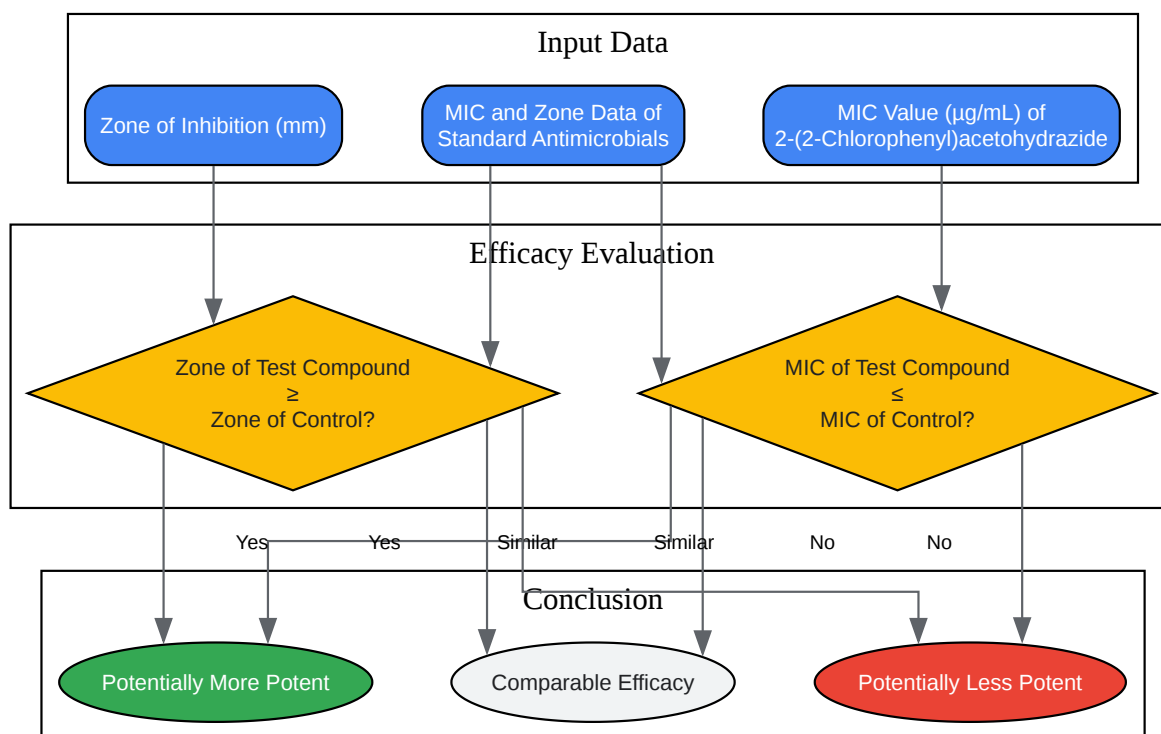 Input Data
Zone of Inhibition (mm)
MIC and Zone Data of
Standard Antimicrobials
MIC Value (µg/mL) of
2-(2-Chlorophenyl)acetohydrazide
Efficacy Evaluation
Zone of Test Compound
≥
Zone of Control?
MIC of Test Compound
≤
MIC of Control?
Yes
Yes
Similar
Similar
No
No
Conclusion
Potentially More Potent
Comparable Efficacy
Potentially Less Potent